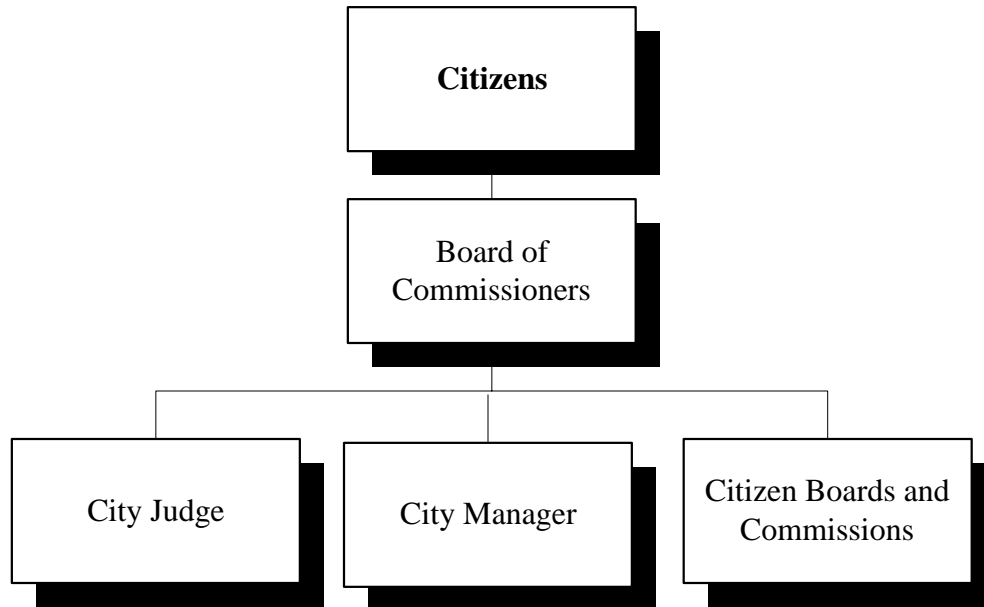 Citizens
Board of
Commissioners
City Judge
City Manager
Citizen Boards and
Commissions